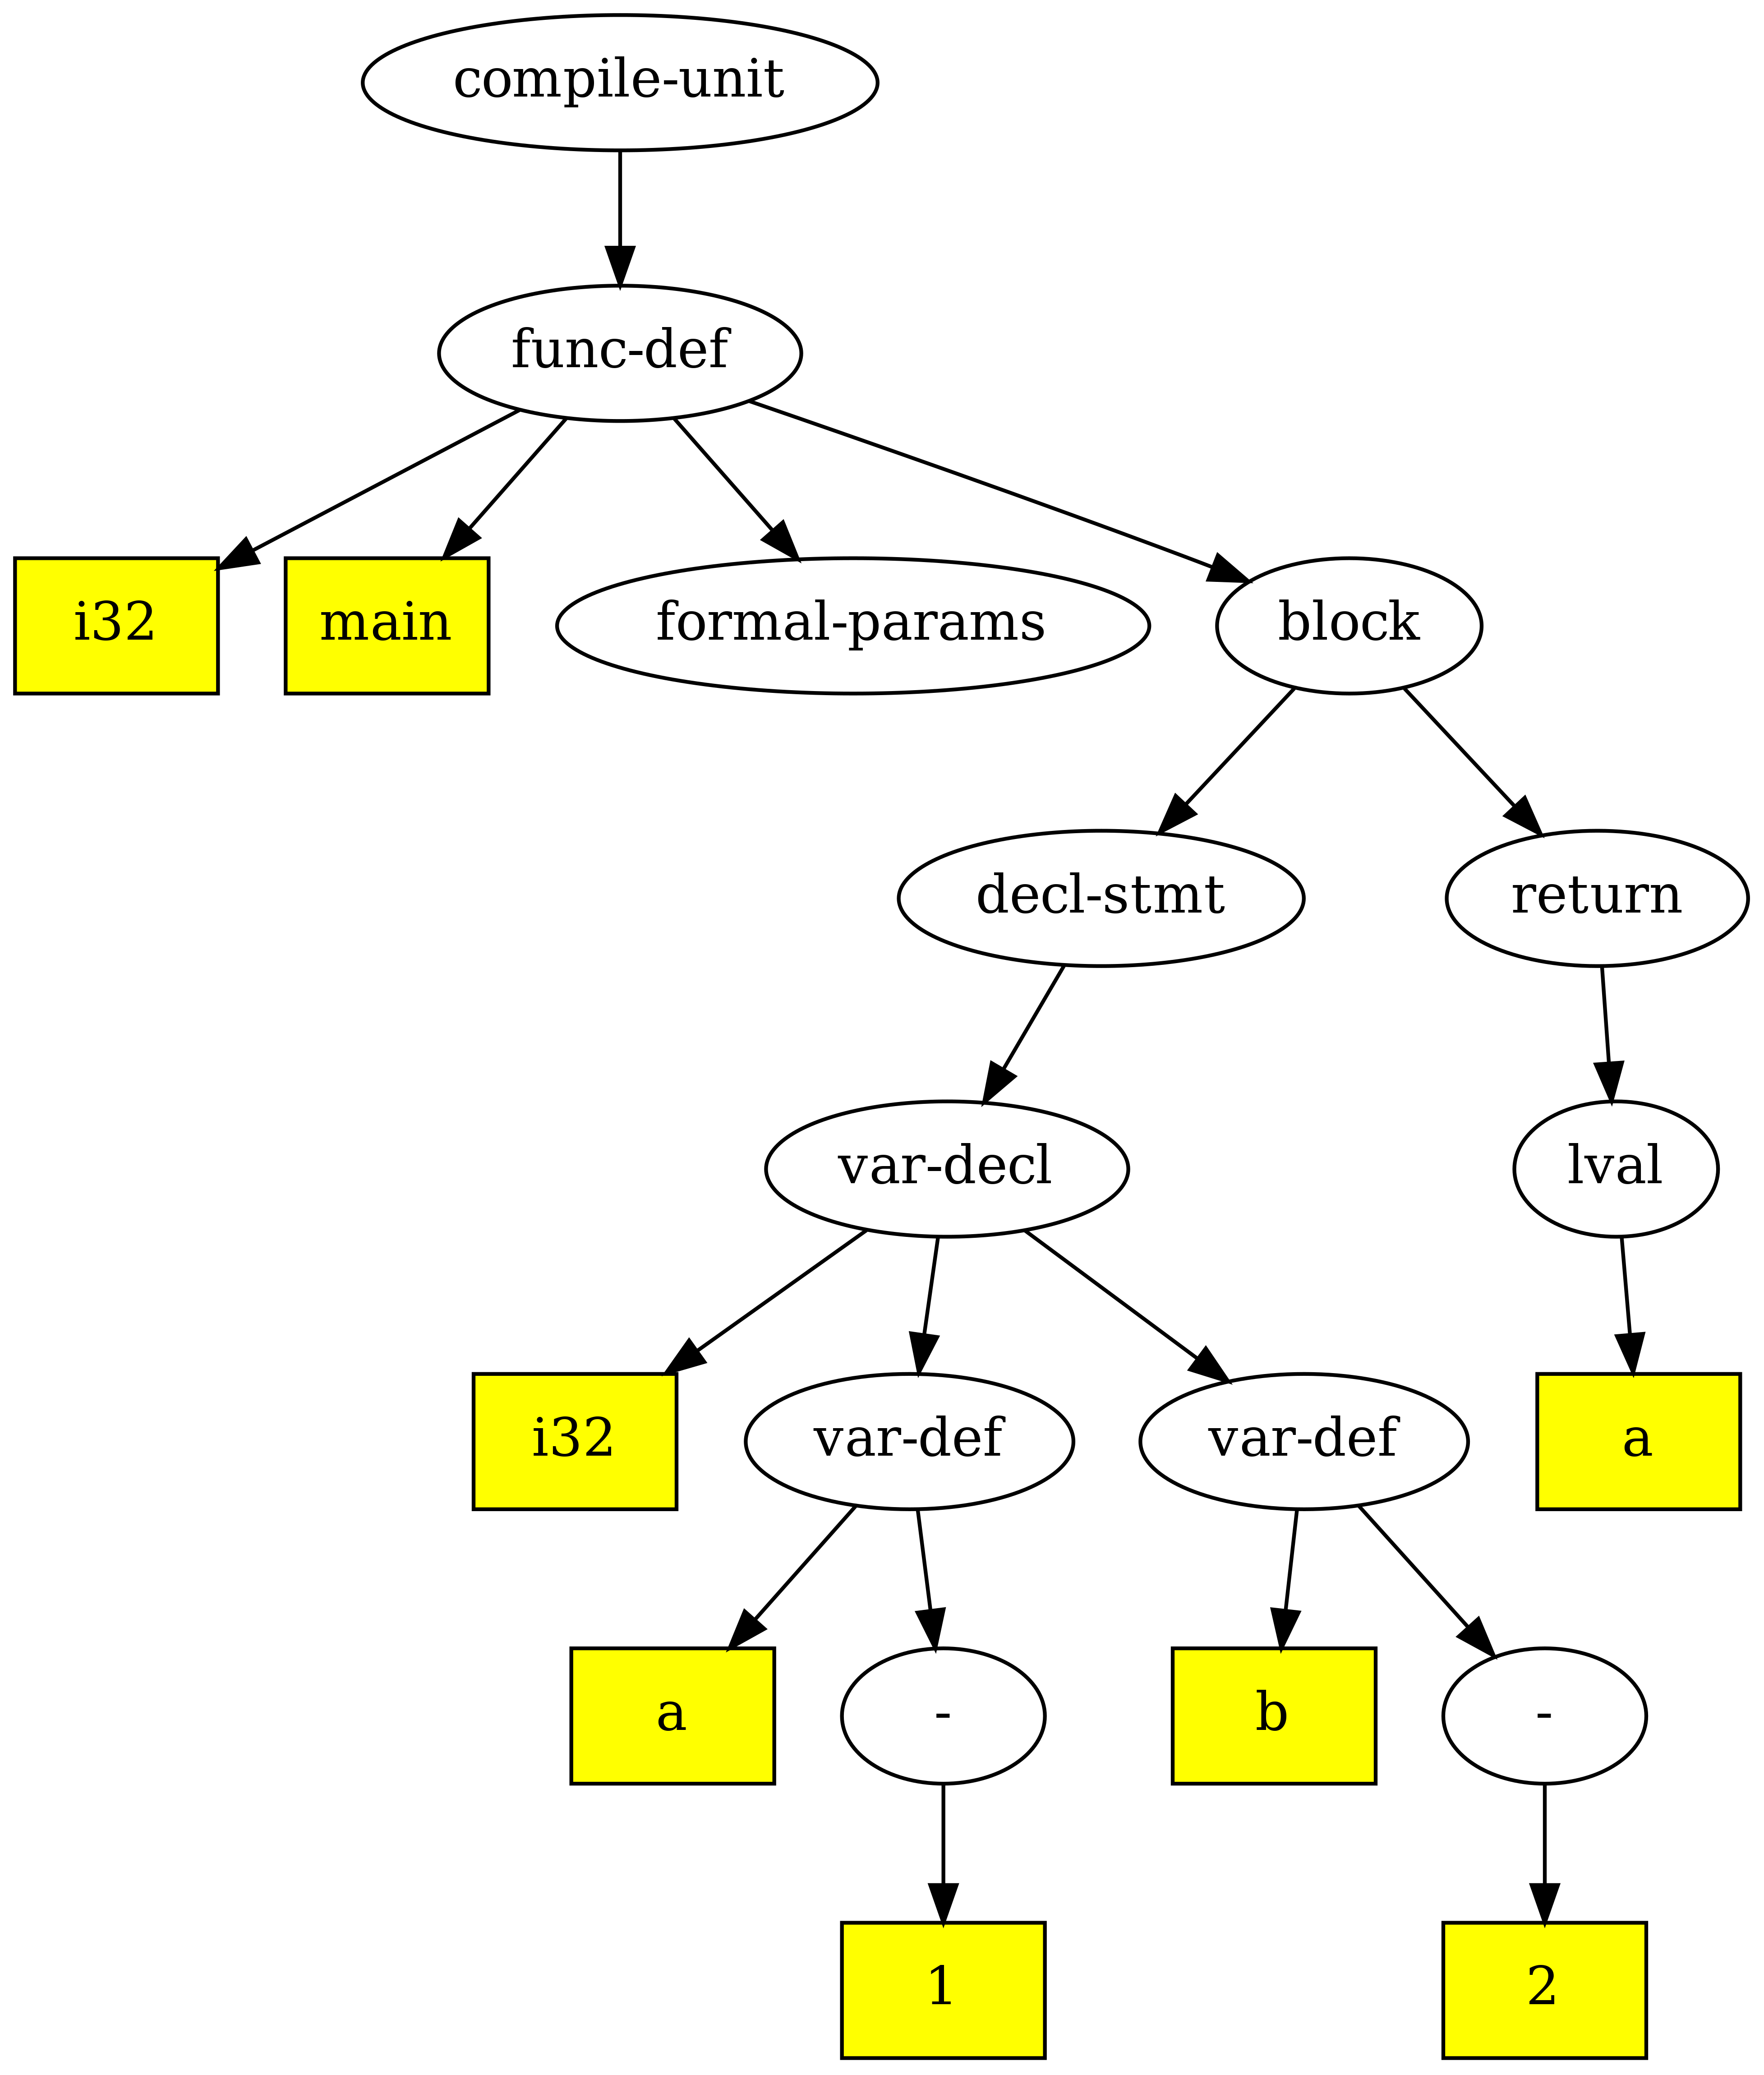 compile-unit
func-def
i32
main
formal-params
block
decl-stmt
return
var-decl
lval
i32
var-def
var-def
a
a
-
b
-
1
2